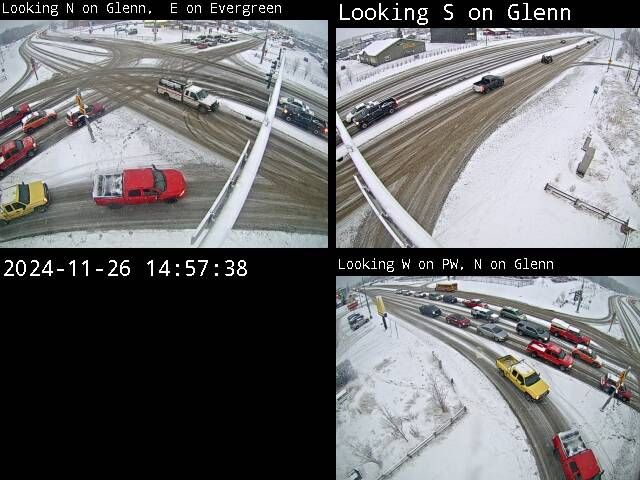 Looking N on Glenn,  E on Evergreen
Looking S on Glenn
2024-11-26 14:57:38
Looking W on PW, N on Glenn